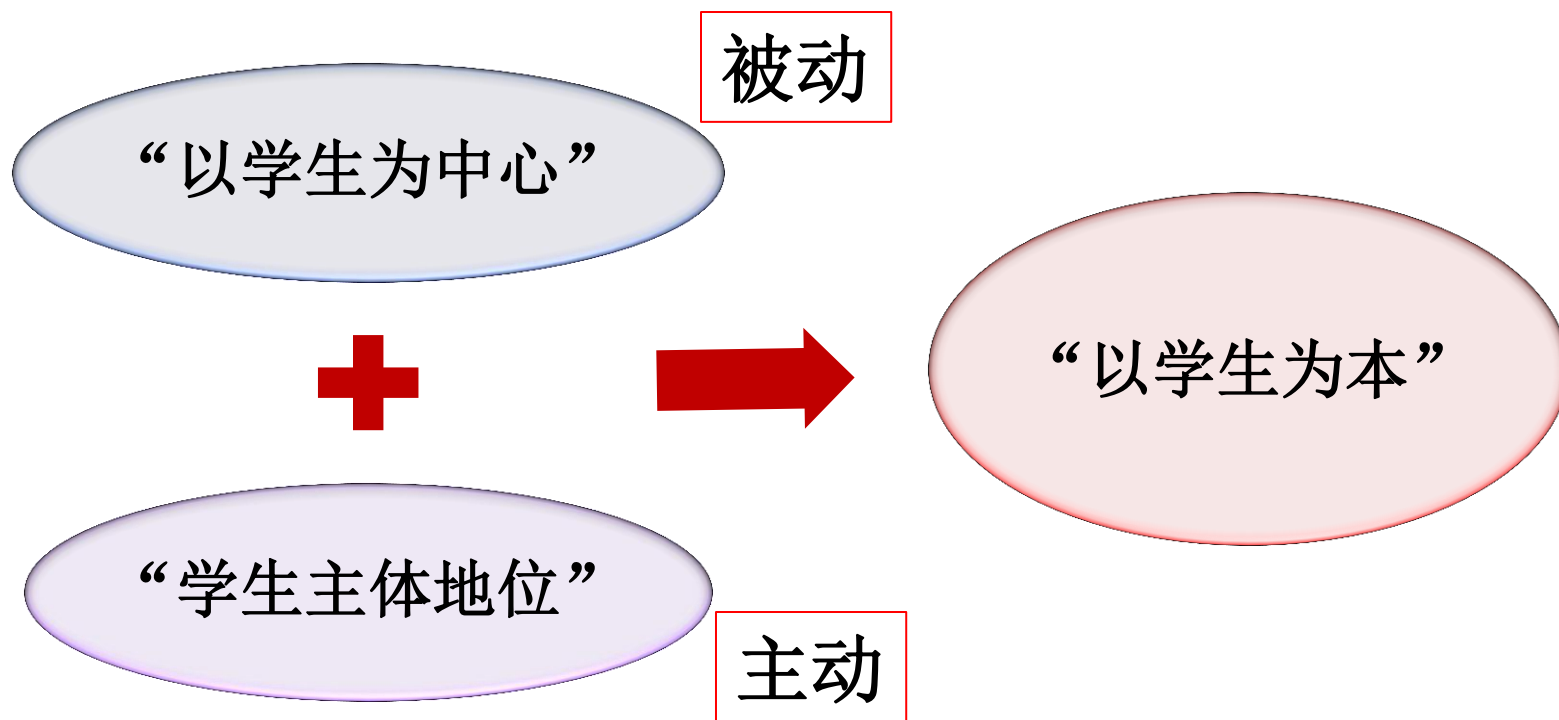 被动
“以学生为中心”
“以学生为本”
“学生主体地位”
主动